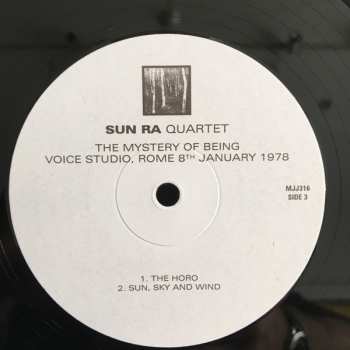 SUN RA QUARTET
THE MYSTERY OF BEING
VOICE STUDIO, ROME 8TH JANUARY 1978
MJJ316
SIDE 3
1. THE HORO
2. SUN, SKY AND WIND